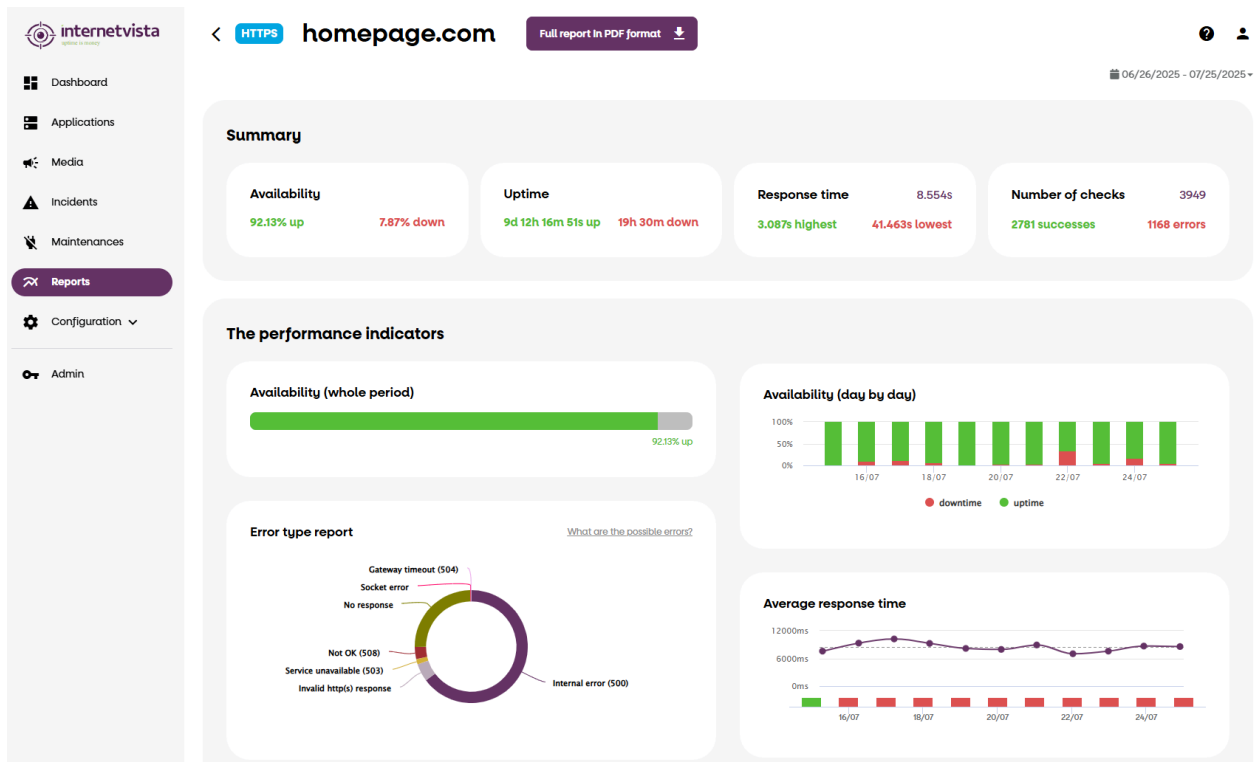 internetvista
uptime is money
Dashboard
Applications
Media
Incidents
Maintenances
Reports
Configuration
Admin
HTTPS
homepage.com
Full report in PDF format
06/26/2025 - 07/25/2025
Summary
Availability
92.13% up 7.87% down
Uptime
9d 12h 16m 51s up 19h 30m down
Response time 8.554s
3.087s highest 41.463s lowest
Number of checks 3949
2781 successes 1168 errors
The performance indicators
Availability (whole period)
92.13% up
Availability (day by day)
100%
50%
0%
16/07 18/07 20/07 22/07 24/07
downtime uptime
Error type report What are the possible errors?
Gateway timeout (504)
Socket error
No response
Not OK (508)
Service unavailable (503)
Invalid http(s) response
Internal error (500)
Average response time
12000ms
6000ms
0ms
16/07 18/07 20/07 22/07 24/07